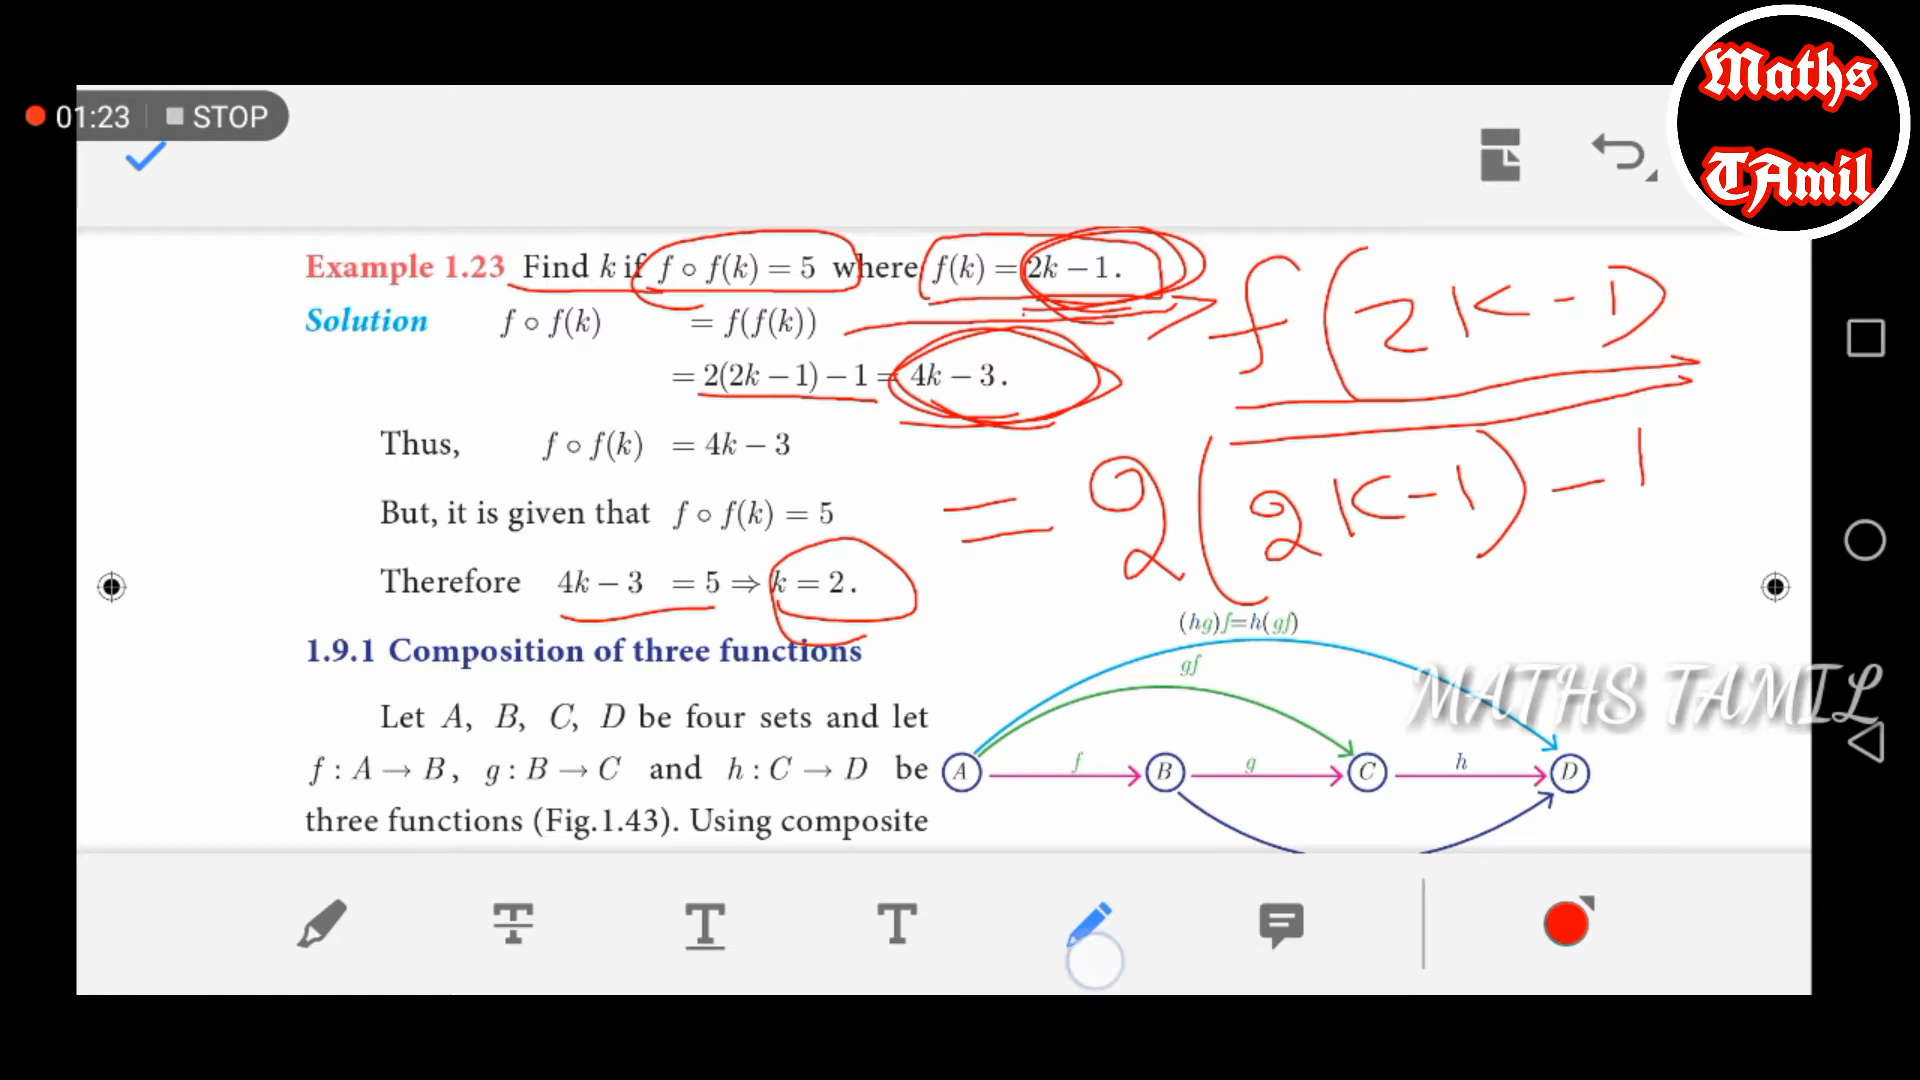 Maths
TAmil
01:23 STOP
Example 1.23 Find k if f ∘ f(k) = 5 where f(k) = 2k − 1.
Solution f ∘ f(k) = f(f(k))
= 2(2k − 1) − 1 = 4k − 3.
f(2K-1)
Thus, f ∘ f(k) = 4k − 3
= 2(2K-1)-1
But, it is given that f ∘ f(k) = 5
Therefore 4k − 3 = 5 ⇒ k = 2.
1.9.1 Composition of three functions
Let A, B, C, D be four sets and let
f : A → B, g : B → C and h : C → D be
three functions (Fig.1.43). Using composite
(hg)f=h(gf)
gf
MATHS TAMIL
A f B g C h D
T T T